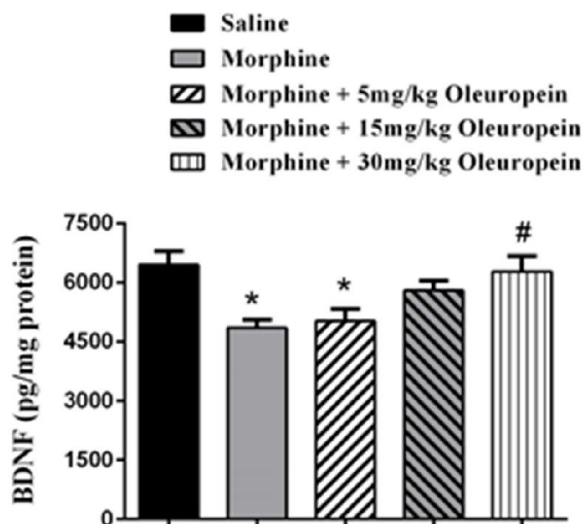 Saline
Morphine
Morphine + 5mg/kg Oleuropein
Morphine + 15mg/kg Oleuropein
Morphine + 30mg/kg Oleuropein
BDNF (pg/mg protein)
7500
6000
4500
3000
1500
0
*
*
#